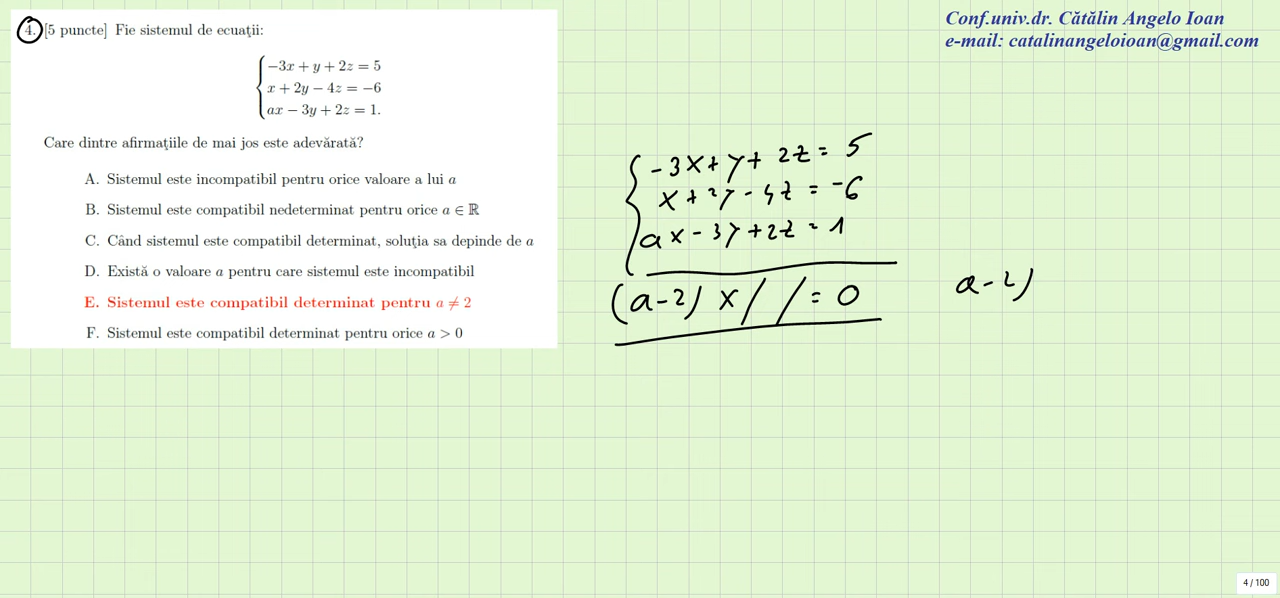 Conf.univ.dr. Cătălin Angelo Ioan
e-mail: catalinangeloioan@gmail.com
4. [5 puncte] Fie sistemul de ecuaţii:
−3x + y + 2z = 5
x + 2y − 4z = −6
ax − 3y + 2z = 1.
Care dintre afirmaţiile de mai jos este adevărată?
A. Sistemul este incompatibil pentru orice valoare a lui a
B. Sistemul este compatibil nedeterminat pentru orice a ∈ ℝ
C. Când sistemul este compatibil determinat, soluţia sa depinde de a
D. Există o valoare a pentru care sistemul este incompatibil
E. Sistemul este compatibil determinat pentru a ≠ 2
F. Sistemul este compatibil determinat pentru orice a > 0
-3x + y + 2z = 5
x + 2y - 4z = -6
ax - 3y + 2z = 1
(a-2) x / / = 0
a-2)
4 / 100